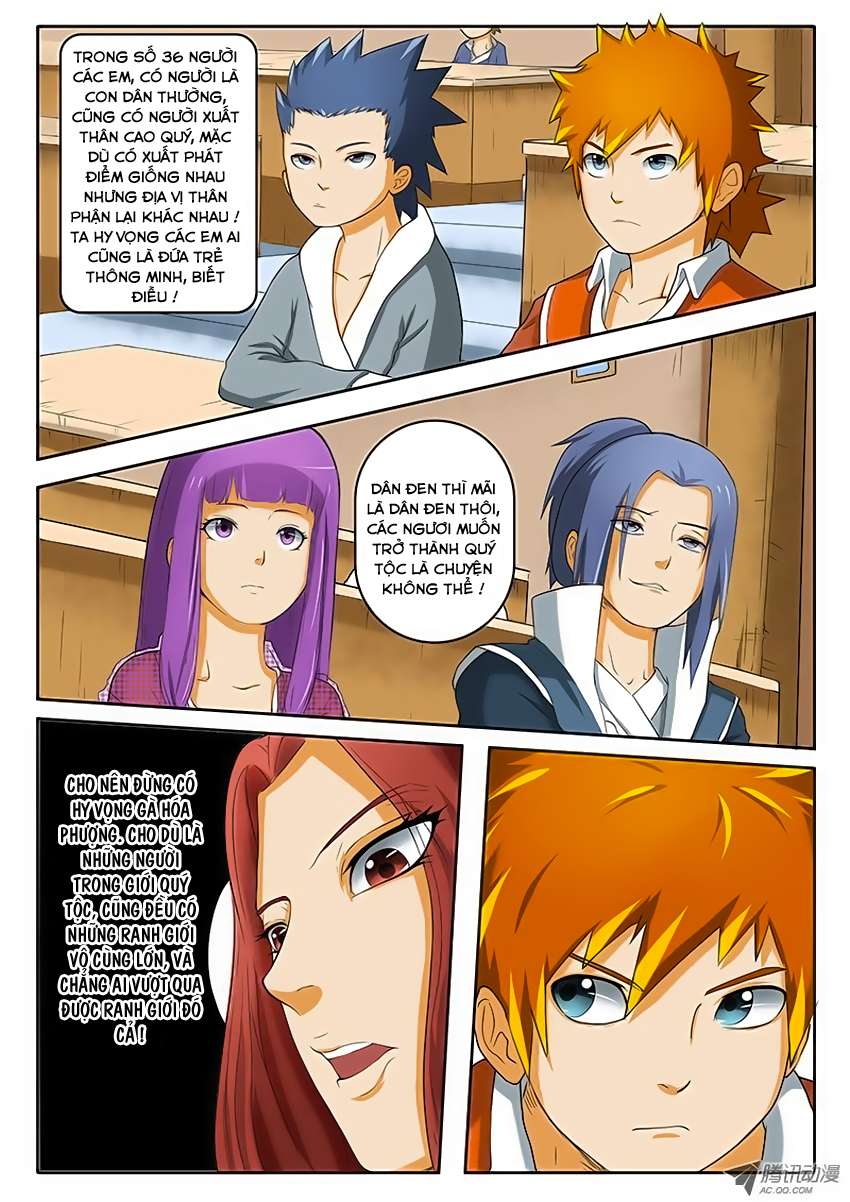 TRONG SỐ 36 NGƯỜI
CÁC EM, CÓ NGƯỜI LÀ
CON DÂN THƯỜNG,
CŨNG CÓ NGƯỜI XUẤT
THÂN CAO QUÝ, MẶC
DÙ CÓ XUẤT PHÁT
ĐIỂM GIỐNG NHAU
NHƯNG ĐỊA VỊ THÂN
PHẬN LẠI KHÁC NHAU !
TA HY VỌNG CÁC EM AI
CŨNG LÀ ĐỨA TRẺ
THÔNG MINH, BIẾT
ĐIỀU !
DÂN ĐEN THÌ MÃI
LÀ DÂN ĐEN THÔI,
CÁC NGƯƠI MUỐN
TRỞ THÀNH QUÝ
TỘC LÀ CHUYỆN
KHÔNG THỂ !
CHO NÊN ĐỪNG CÓ
HY VỌNG GÀ HÓA
PHƯỢNG. CHO DÙ LÀ
NHỮNG NGƯỜI
TRONG GIỚI QUÝ
TỘC, CŨNG ĐỀU CÓ
NHỮNG RANH GIỚI
VÔ CÙNG LỚN, VÀ
CHẲNG AI VƯỢT QUA
ĐƯỢC RANH GIỚI ĐÓ
CẢ !
腾讯动漫
AC.QQ.COM